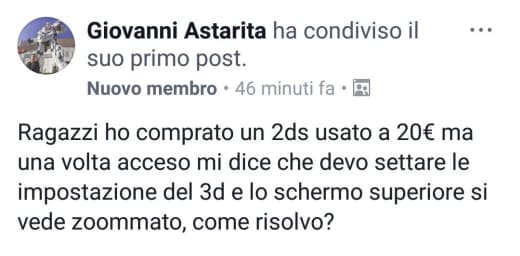 Giovanni Astarita ha condiviso il
suo primo post.
Nuovo membro • 46 minuti fa •
Ragazzi ho comprato un 2ds usato a 20€ ma
una volta acceso mi dice che devo settare le
impostazione del 3d e lo schermo superiore si
vede zoommato, come risolvo?